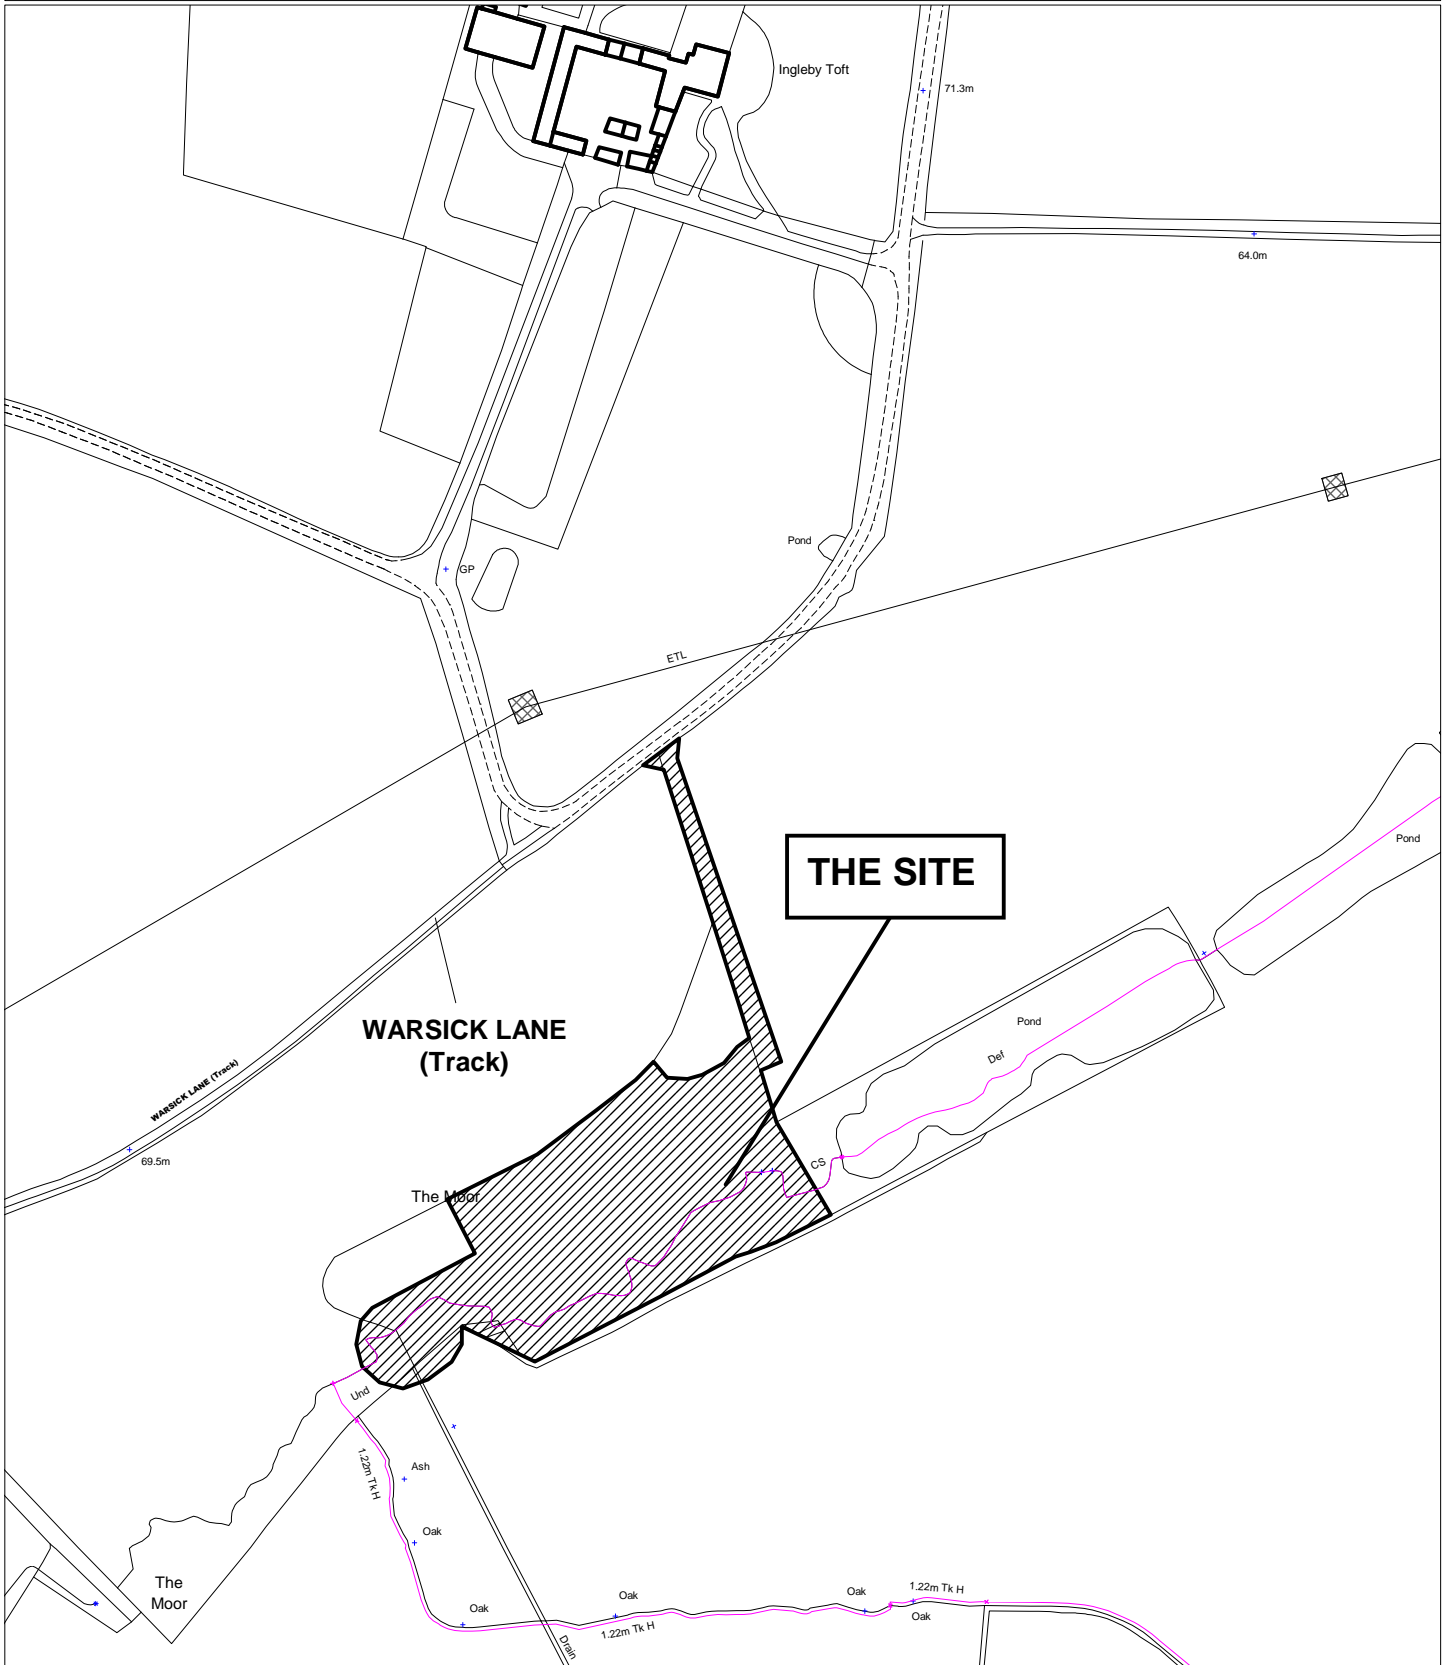 Ingleby Toft
71.3m
64.0m
Pond
GP
ETL
THE SITE
Pond
WARSICK LANE
(Track)
Pond
Def
WARSICK LANE (Track)
69.5m
CS
The Moor
Und
1.22m Tk H
Ash
Oak
The
Moor
Oak
Oak
Oak
1.22m Tk H
Oak
1.22m Tk H
Drain